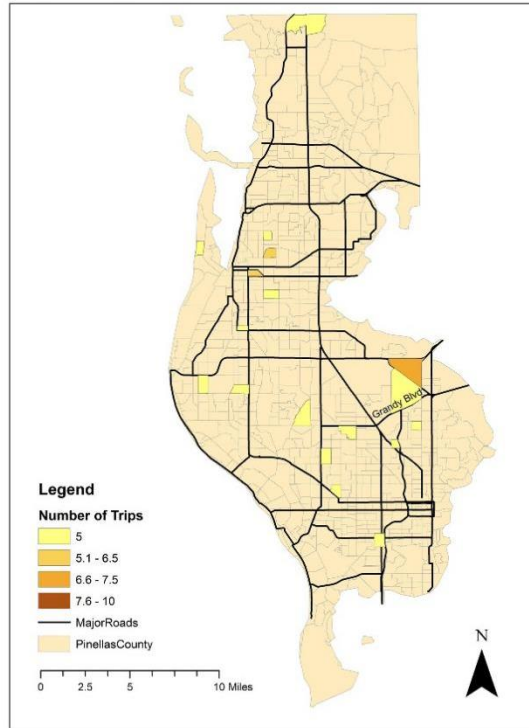 Grandy Blvd
Legend
Number of Trips
5
5.1 - 6.5
6.6 - 7.5
7.6 - 10
MajorRoads
PinellasCounty
N
0 2.5 5 10 Miles